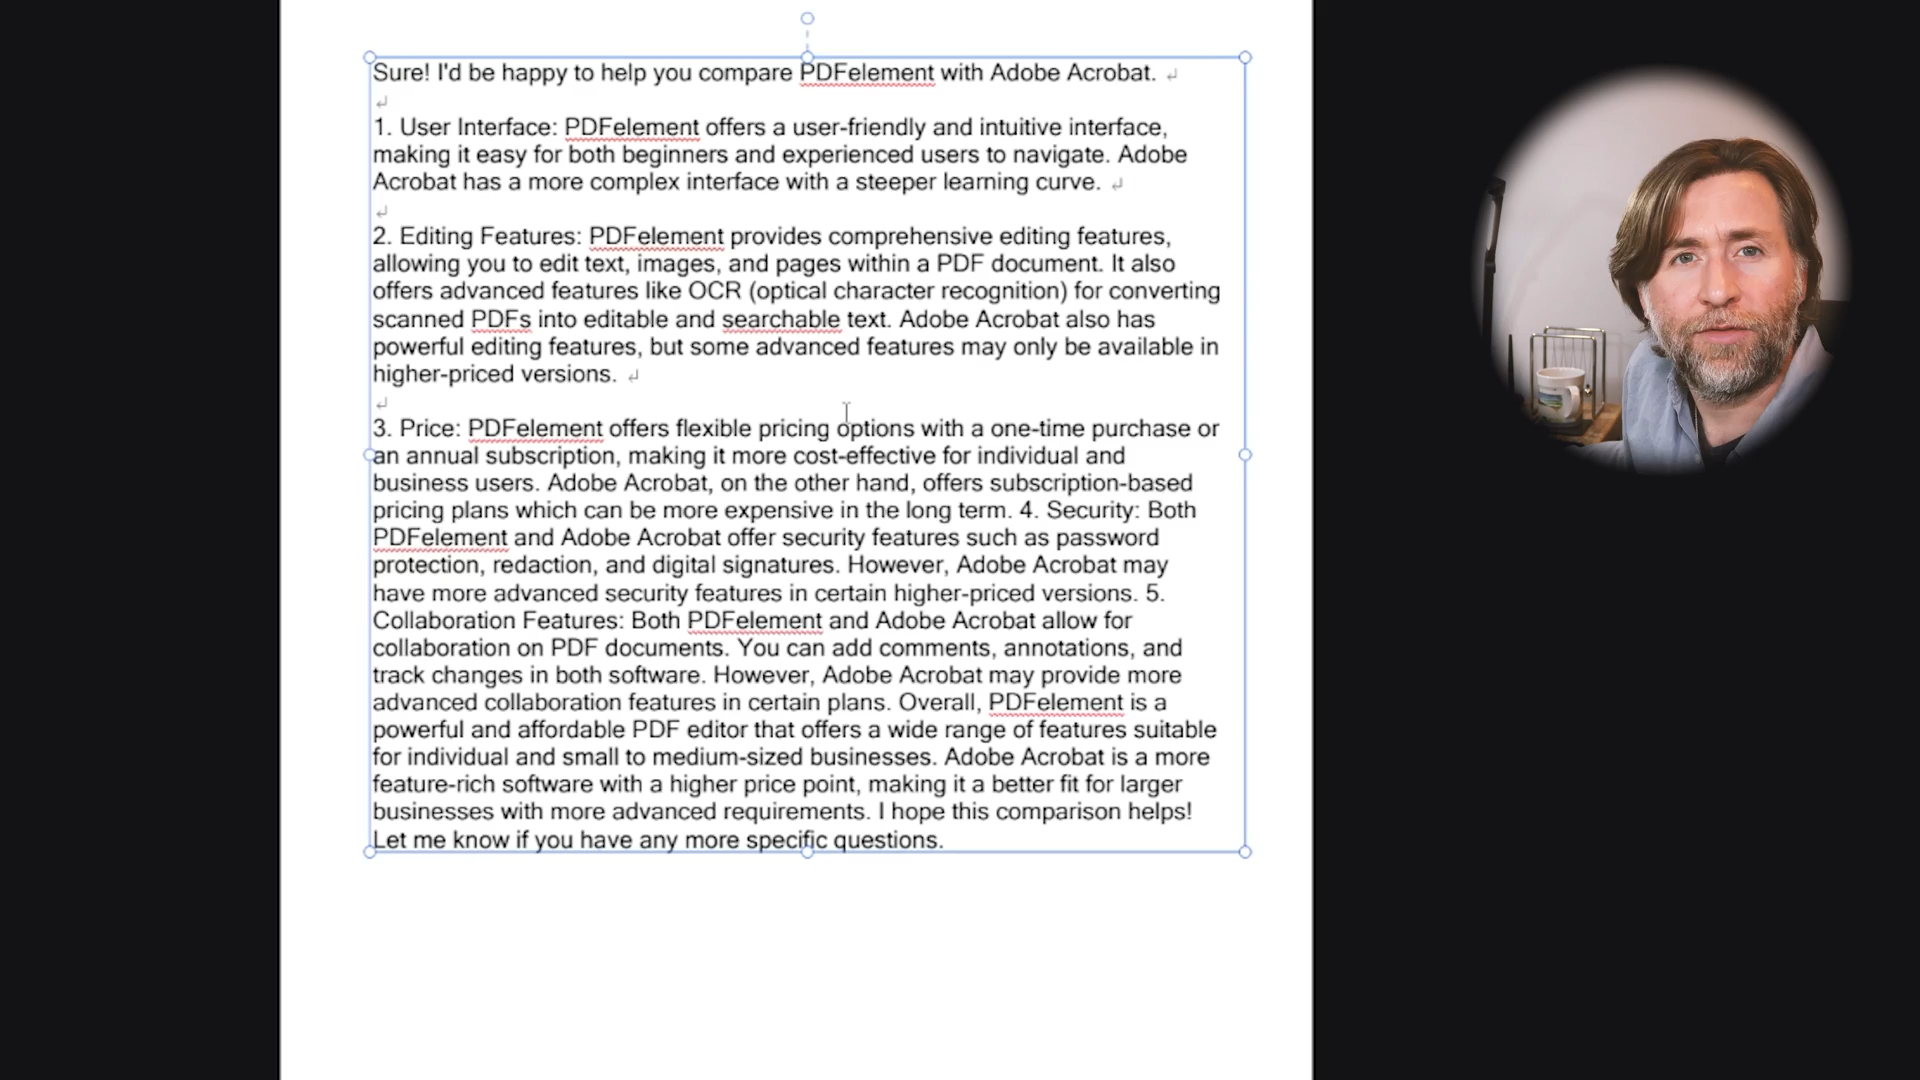 Sure! I'd be happy to help you compare PDFelement with Adobe Acrobat.
1. User Interface: PDFelement offers a user-friendly and intuitive interface,
making it easy for both beginners and experienced users to navigate. Adobe
Acrobat has a more complex interface with a steeper learning curve.
2. Editing Features: PDFelement provides comprehensive editing features,
allowing you to edit text, images, and pages within a PDF document. It also
offers advanced features like OCR (optical character recognition) for converting
scanned PDFs into editable and searchable text. Adobe Acrobat also has
powerful editing features, but some advanced features may only be available in
higher-priced versions.
3. Price: PDFelement offers flexible pricing options with a one-time purchase or
an annual subscription, making it more cost-effective for individual and
business users. Adobe Acrobat, on the other hand, offers subscription-based
pricing plans which can be more expensive in the long term. 4. Security: Both
PDFelement and Adobe Acrobat offer security features such as password
protection, redaction, and digital signatures. However, Adobe Acrobat may
have more advanced security features in certain higher-priced versions. 5.
Collaboration Features: Both PDFelement and Adobe Acrobat allow for
collaboration on PDF documents. You can add comments, annotations, and
track changes in both software. However, Adobe Acrobat may provide more
advanced collaboration features in certain plans. Overall, PDFelement is a
powerful and affordable PDF editor that offers a wide range of features suitable
for individual and small to medium-sized businesses. Adobe Acrobat is a more
feature-rich software with a higher price point, making it a better fit for larger
businesses with more advanced requirements. I hope this comparison helps!
Let me know if you have any more specific questions.